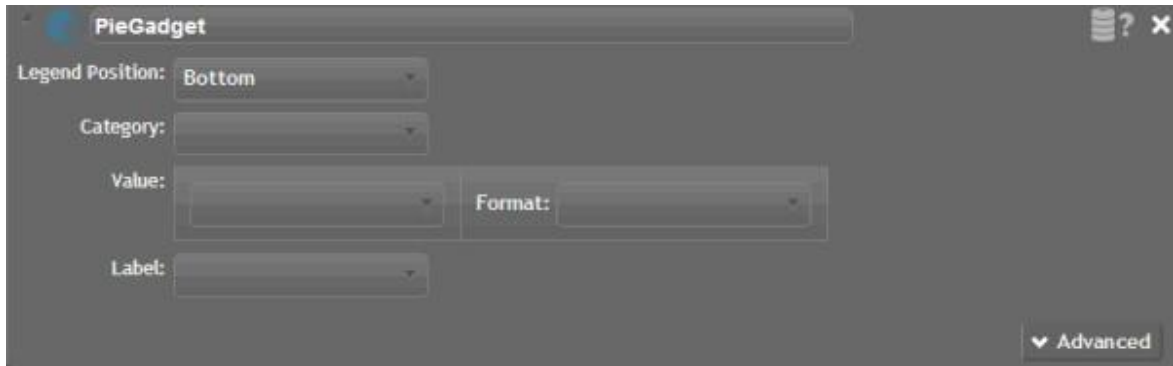 PieGadget ?
Legend Position: Bottom
Category:
Value: Format:
Label:
Advanced